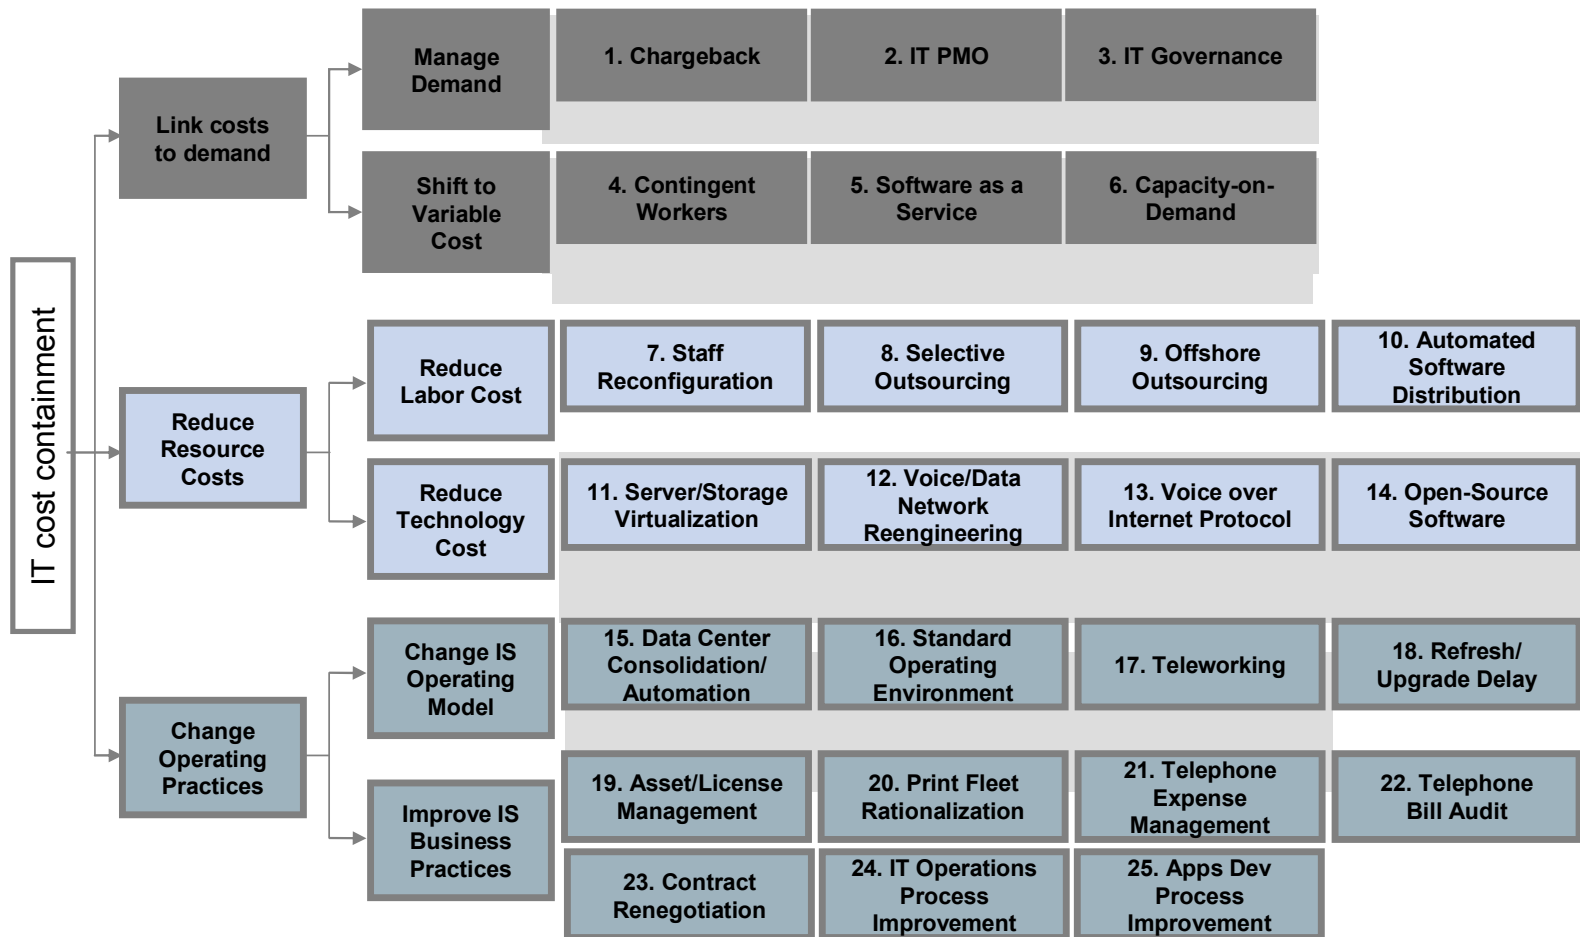 IT cost containment
Link costs
to demand
Manage
Demand
1. Chargeback
2. IT PMO
3. IT Governance
Shift to
Variable
Cost
4. Contingent
Workers
5. Software as a
Service
6. Capacity-on-
Demand
Reduce
Resource
Costs
Reduce
Labor Cost
7. Staff
Reconfiguration
8. Selective
Outsourcing
9. Offshore
Outsourcing
10. Automated
Software
Distribution
Reduce
Technology
Cost
11. Server/Storage
Virtualization
12. Voice/Data
Network
Reengineering
13. Voice over
Internet Protocol
14. Open-Source
Software
Change
Operating
Practices
Change IS
Operating
Model
15. Data Center
Consolidation/
Automation
16. Standard
Operating
Environment
17. Teleworking
18. Refresh/
Upgrade Delay
Improve IS
Business
Practices
19. Asset/License
Management
20. Print Fleet
Rationalization
21. Telephone
Expense
Management
22. Telephone
Bill Audit
23. Contract
Renegotiation
24. IT Operations
Process
Improvement
25. Apps Dev
Process
Improvement